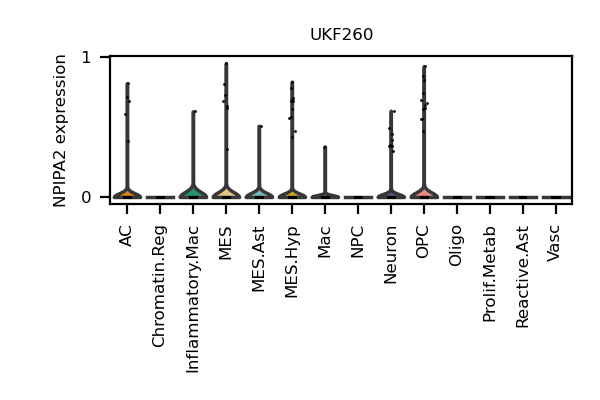 UKF260
NPIPA2 expression
1
0
AC
Chromatin.Reg
Inflammatory.Mac
MES
MES.Ast
MES.Hyp
Mac
NPC
Neuron
OPC
Oligo
Prolif.Metab
Reactive.Ast
Vasc